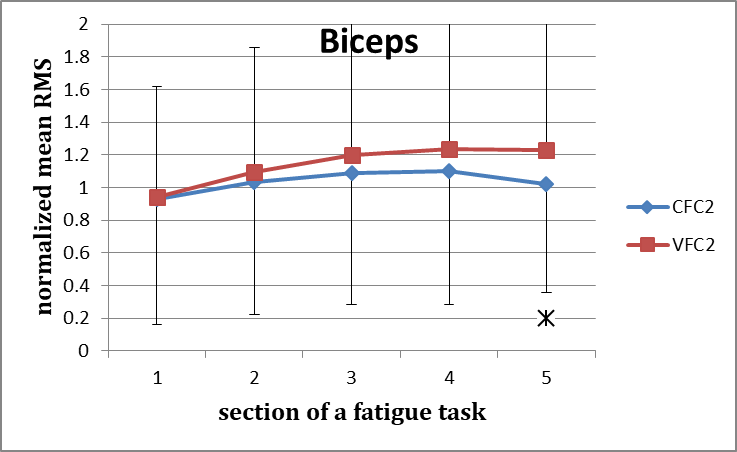 Biceps
normalized mean RMS
2
1.8
1.6
1.4
1.2
1
0.8
0.6
0.4
0.2
0
1 2 3 4 5
section of a fatigue task
CFC2
VFC2